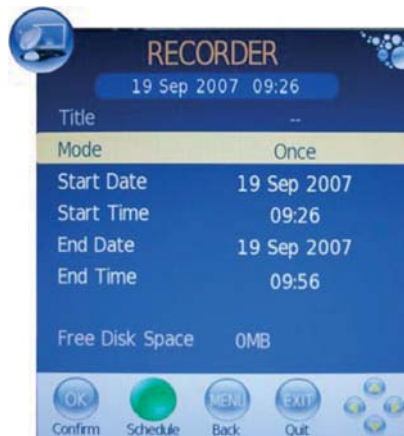 RECORDER
19 Sep 2007 09:26
Title --
Mode Once
Start Date 19 Sep 2007
Start Time 09:26
End Date 19 Sep 2007
End Time 09:56
Free Disk Space 0MB
OK MENU EXIT
Confirm Schedule Back Quit